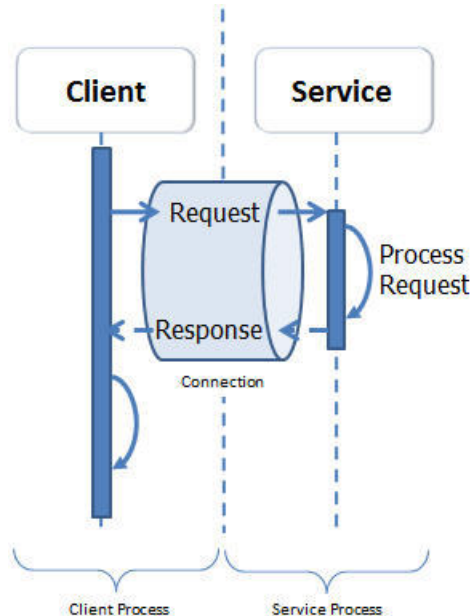 Client
Service
Request
Process
Request
Response
Connection
Client Process
Service Process